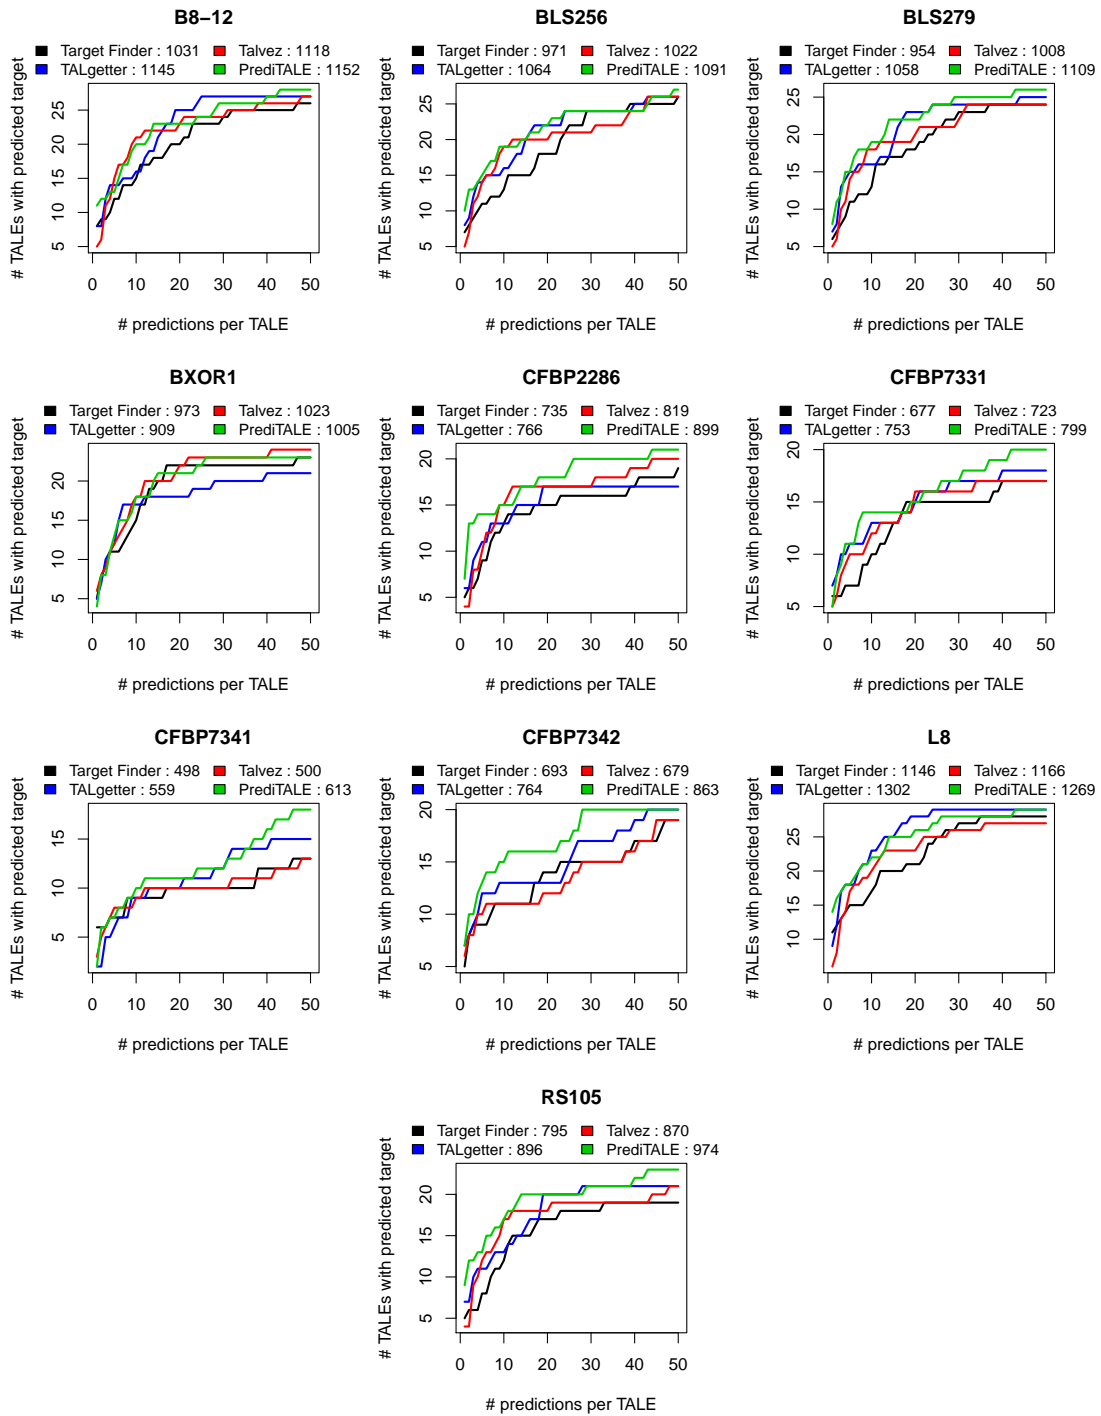 B8−12
Target Finder : 1031 Talvez : 1118
TALgetter : 1145 PrediTALE : 1152
# TALEs with predicted target
5 10 15 20 25
0 10 20 30 40 50
# predictions per TALE
BLS256
Target Finder : 971 Talvez : 1022
TALgetter : 1064 PrediTALE : 1091
# TALEs with predicted target
5 10 15 20 25
0 10 20 30 40 50
# predictions per TALE
BLS279
Target Finder : 954 Talvez : 1008
TALgetter : 1058 PrediTALE : 1109
# TALEs with predicted target
5 10 15 20 25
0 10 20 30 40 50
# predictions per TALE
BXOR1
Target Finder : 973 Talvez : 1023
TALgetter : 909 PrediTALE : 1005
# TALEs with predicted target
5 10 15 20
0 10 20 30 40 50
# predictions per TALE
CFBP2286
Target Finder : 735 Talvez : 819
TALgetter : 766 PrediTALE : 899
# TALEs with predicted target
5 10 15 20
0 10 20 30 40 50
# predictions per TALE
CFBP7331
Target Finder : 677 Talvez : 723
TALgetter : 753 PrediTALE : 799
# TALEs with predicted target
5 10 15 20
0 10 20 30 40 50
# predictions per TALE
CFBP7341
Target Finder : 498 Talvez : 500
TALgetter : 559 PrediTALE : 613
# TALEs with predicted target
5 10 15
0 10 20 30 40 50
# predictions per TALE
CFBP7342
Target Finder : 693 Talvez : 679
TALgetter : 764 PrediTALE : 863
# TALEs with predicted target
5 10 15 20
0 10 20 30 40 50
# predictions per TALE
L8
Target Finder : 1146 Talvez : 1166
TALgetter : 1302 PrediTALE : 1269
# TALEs with predicted target
10 15 20 25
0 10 20 30 40 50
# predictions per TALE
RS105
Target Finder : 795 Talvez : 870
TALgetter : 896 PrediTALE : 974
# TALEs with predicted target
5 10 15 20
0 10 20 30 40 50
# predictions per TALE